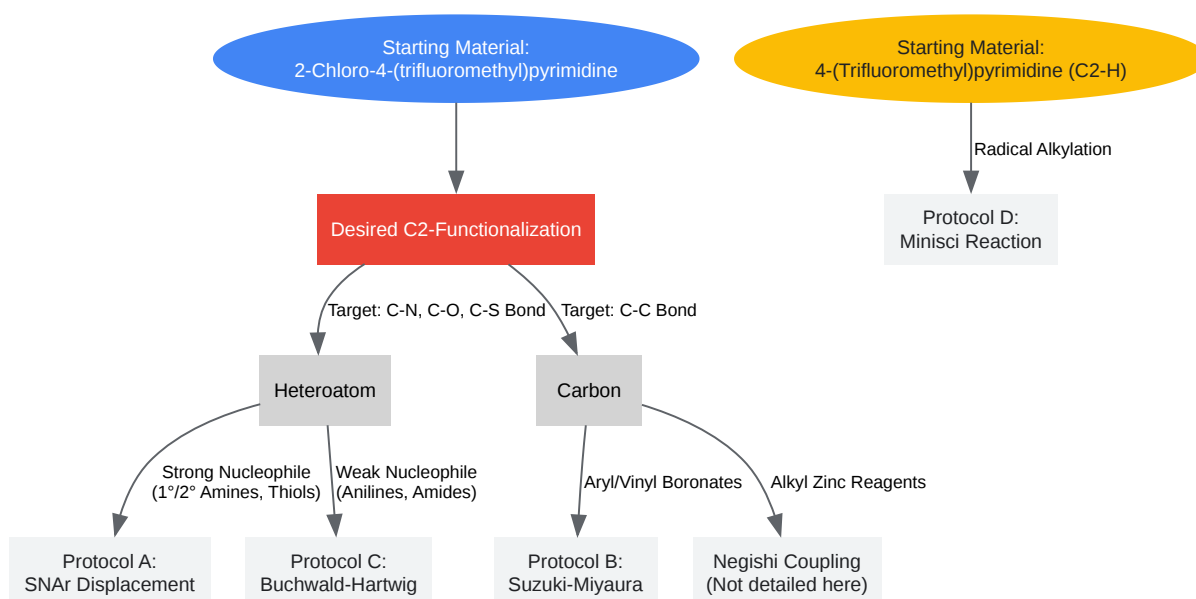 Starting Material:
2-Chloro-4-(trifluoromethyl)pyrimidine
Starting Material:
4-(Trifluoromethyl)pyrimidine (C2-H)
Radical Alkylation
Desired C2-Functionalization
Protocol D:
Minisci Reaction
Target: C-N, C-O, C-S Bond
Target: C-C Bond
Heteroatom
Carbon
Strong Nucleophile
(1°/2° Amines, Thiols)
Weak Nucleophile
(Anilines, Amides)
Aryl/Vinyl Boronates
Alkyl Zinc Reagents
Protocol A:
SNAr Displacement
Protocol C:
Buchwald-Hartwig
Protocol B:
Suzuki-Miyaura
Negishi Coupling
(Not detailed here)